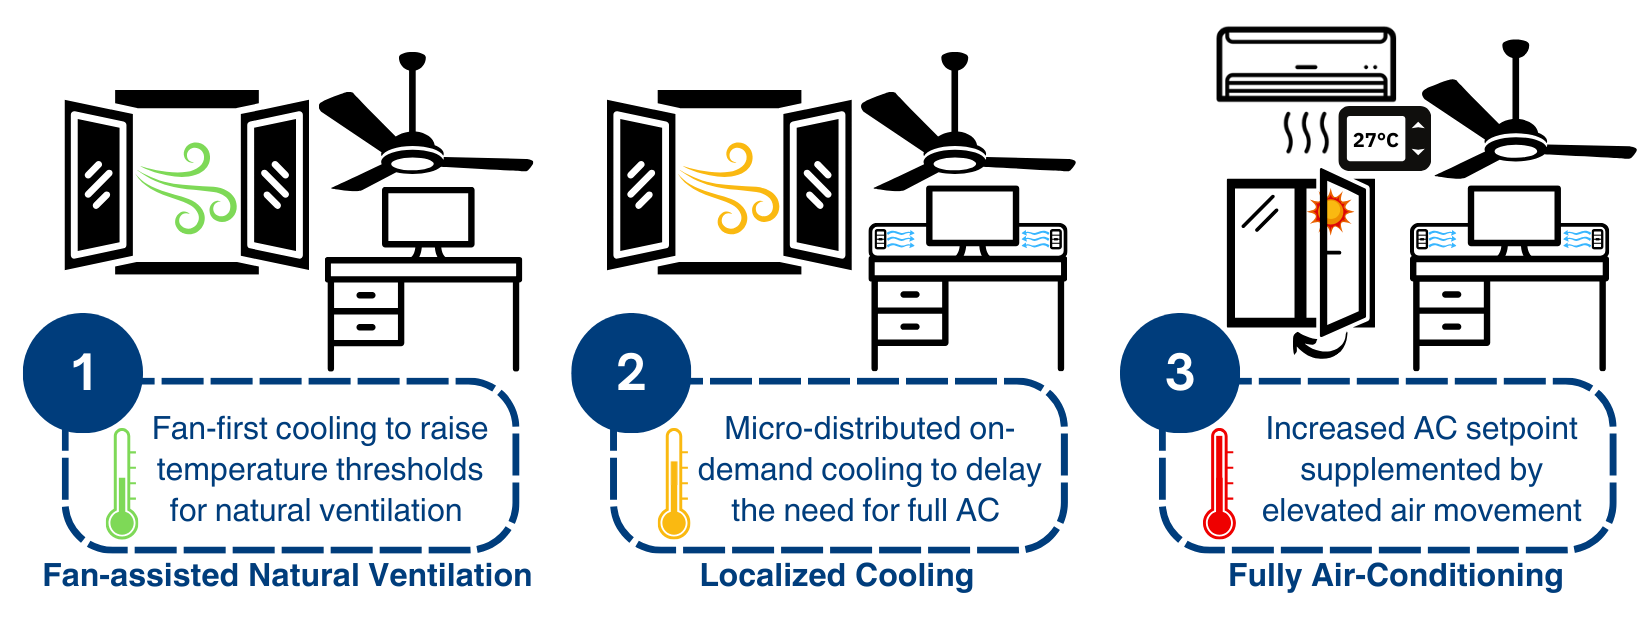 27°C
1
Fan-first cooling to raise
temperature thresholds
for natural ventilation
Fan-assisted Natural Ventilation
2
Micro-distributed on-
demand cooling to delay
the need for full AC
Localized Cooling
3
Increased AC setpoint
supplemented by
elevated air movement
Fully Air-Conditioning